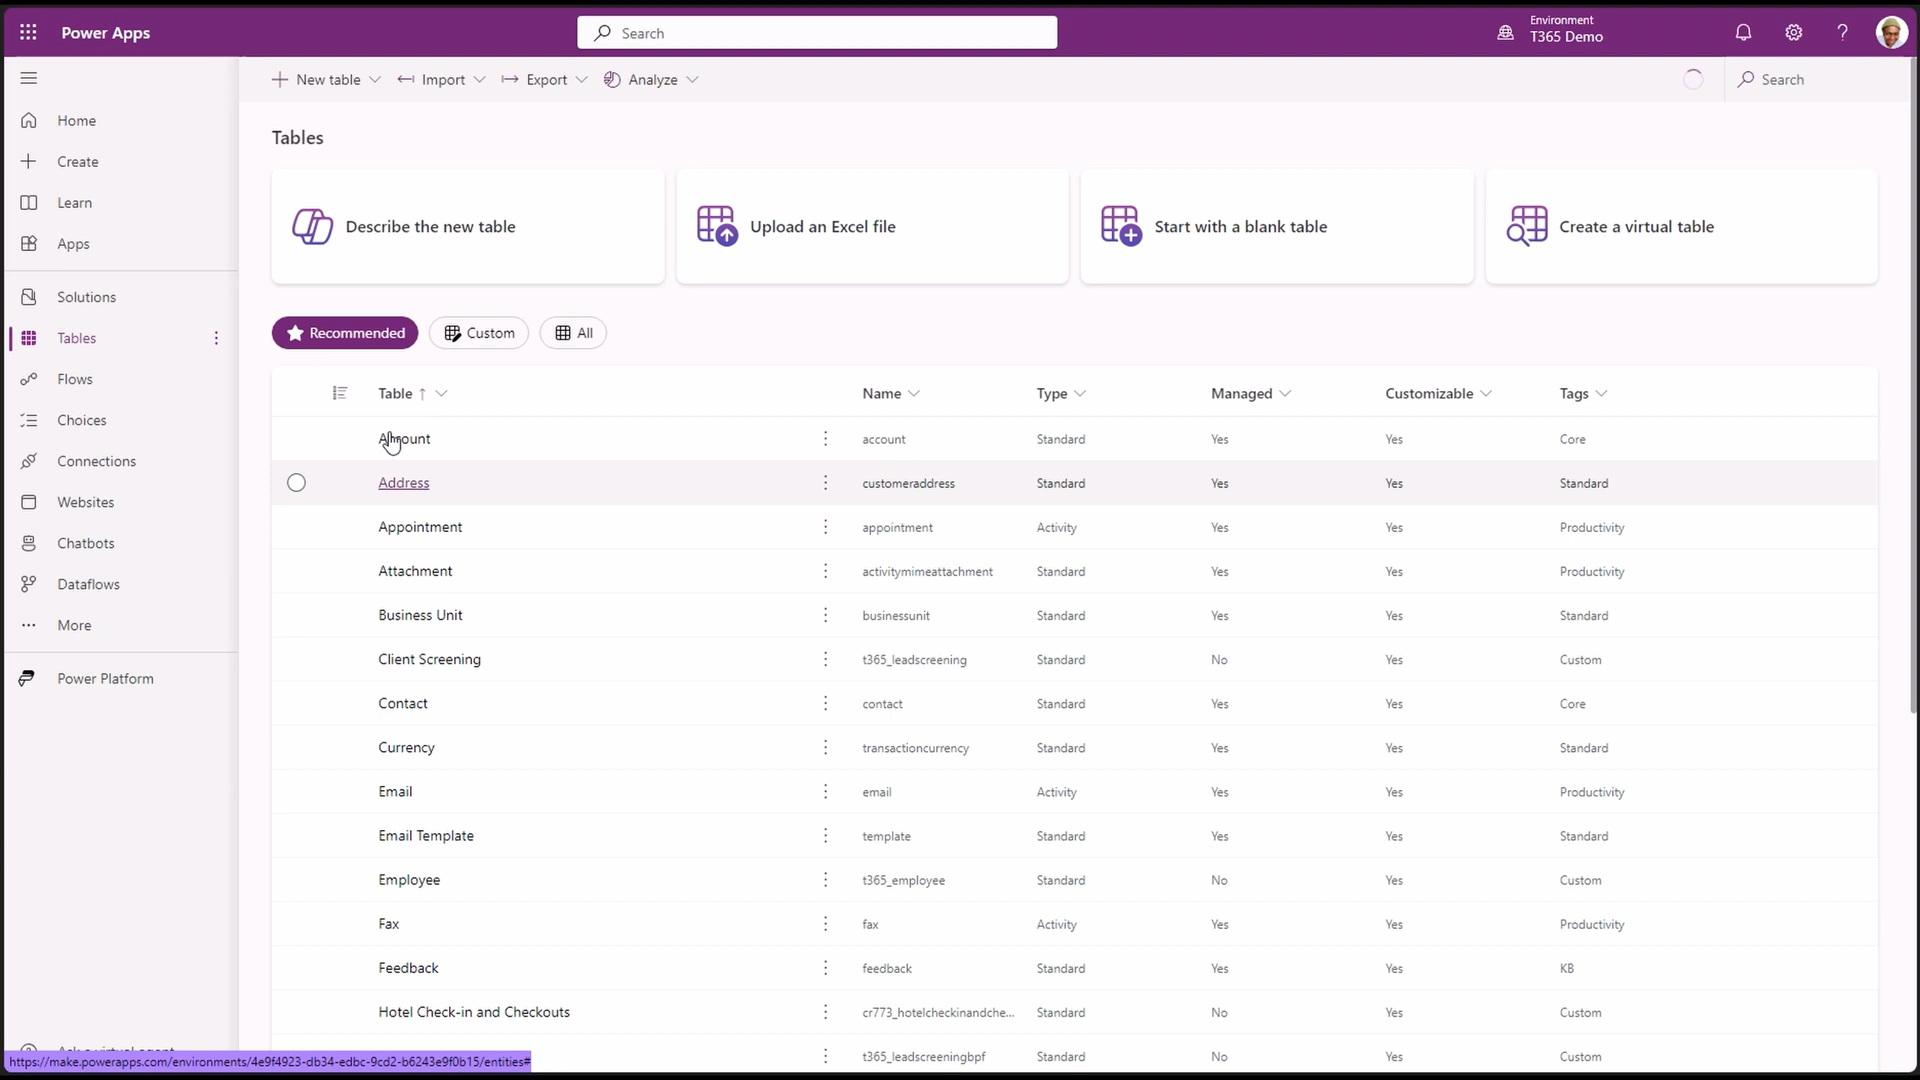 Power Apps
Search
Environment
T365 Demo
New table
Import
Export
Analyze
Search
Home
Create
Learn
Apps
Solutions
Tables
Flows
Choices
Connections
Websites
Chatbots
Dataflows
More
Power Platform
Tables
Describe the new table
Upload an Excel file
Start with a blank table
Create a virtual table
Recommended
Custom
All
Table Name Type Managed Customizable Tags
account Standard Yes Yes Core
Address customeraddress Standard Yes Yes Standard
Appointment appointment Activity Yes Yes Productivity
Attachment activitymimeattachment Standard Yes Yes Productivity
Business Unit businessunit Standard Yes Yes Standard
Client Screening t365_leadscreening Standard No Yes Custom
Contact contact Standard Yes Yes Core
Currency transactioncurrency Standard Yes Yes Standard
Email email Activity Yes Yes Productivity
Email Template template Standard Yes Yes Standard
Employee t365_employee Standard No Yes Custom
Fax fax Activity Yes Yes Productivity
Feedback feedback Standard Yes Yes KB
Hotel Check-in and Checkouts cr773_hotelcheckinandche... Standard No Yes Custom
t365_leadscreeningbpf Standard No Yes Custom
https://make.powerapps.com/environments/4e9f4923-db34-edbc-9cd2-b6243e9f0b15/entities#